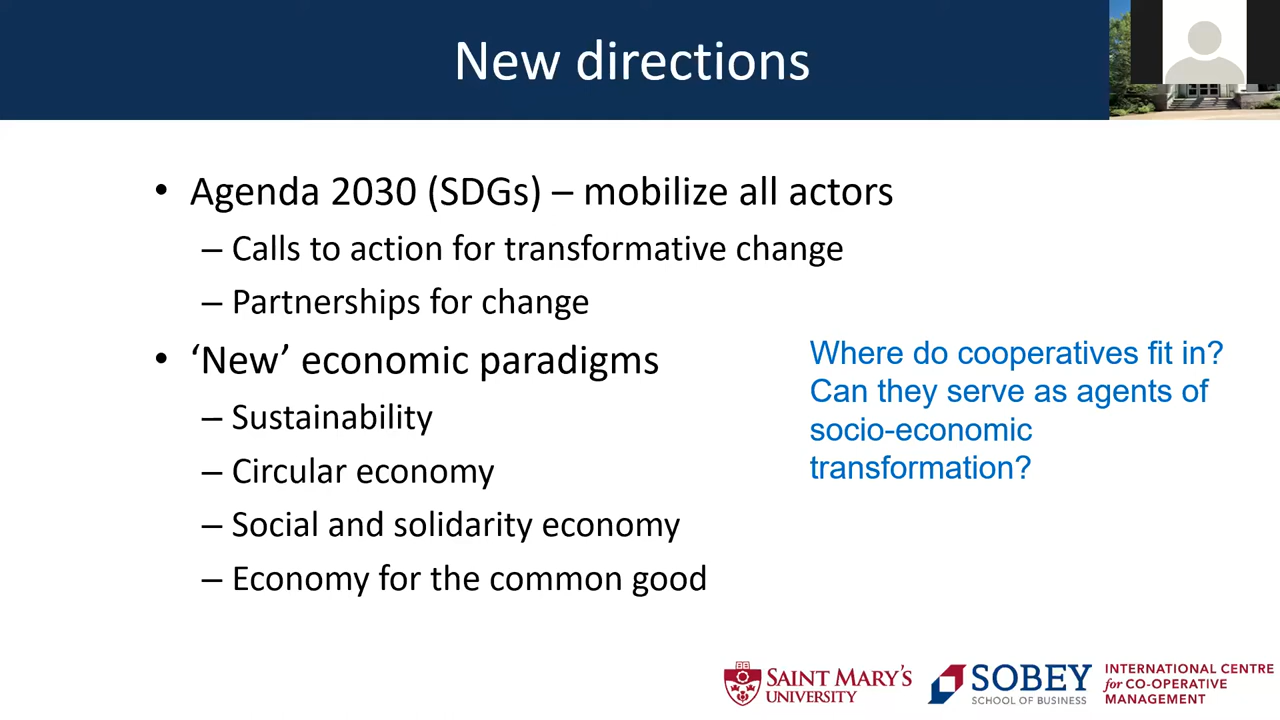 New directions
• Agenda 2030 (SDGs) – mobilize all actors
– Calls to action for transformative change
– Partnerships for change
• ‘New’ economic paradigms
– Sustainability
– Circular economy
– Social and solidarity economy
– Economy for the common good
Where do cooperatives fit in?
Can they serve as agents of
socio-economic
transformation?
SAINT MARY'S
UNIVERSITY
SOBEY
SCHOOL OF BUSINESS
INTERNATIONAL CENTRE
for CO-OPERATIVE
MANAGEMENT